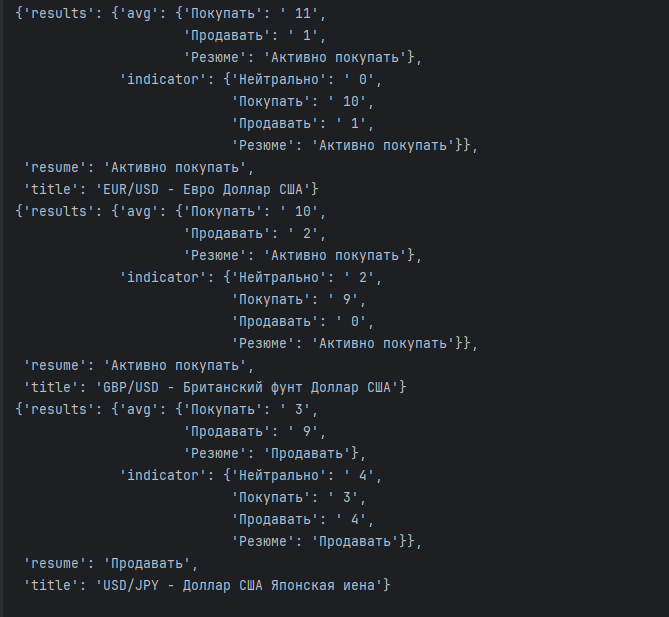 {'results': {'avg': {'Покупать': ' 11',
                     'Продавать': ' 1',
                     'Резюме': 'Активно покупать'},
             'indicator': {'Нейтрально': ' 0',
                           'Покупать': ' 10',
                           'Продавать': ' 1',
                           'Резюме': 'Активно покупать'}},
 'resume': 'Активно покупать',
 'title': 'EUR/USD - Евро Доллар США'}
{'results': {'avg': {'Покупать': ' 10',
                     'Продавать': ' 2',
                     'Резюме': 'Активно покупать'},
             'indicator': {'Нейтрально': ' 2',
                           'Покупать': ' 9',
                           'Продавать': ' 0',
                           'Резюме': 'Активно покупать'}},
 'resume': 'Активно покупать',
 'title': 'GBP/USD - Британский фунт Доллар США'}
{'results': {'avg': {'Покупать': ' 3',
                     'Продавать': ' 9',
                     'Резюме': 'Продавать'},
             'indicator': {'Нейтрально': ' 4',
                           'Покупать': ' 3',
                           'Продавать': ' 4',
                           'Резюме': 'Продавать'}},
 'resume': 'Продавать',
 'title': 'USD/JPY - Доллар США Японская иена'}